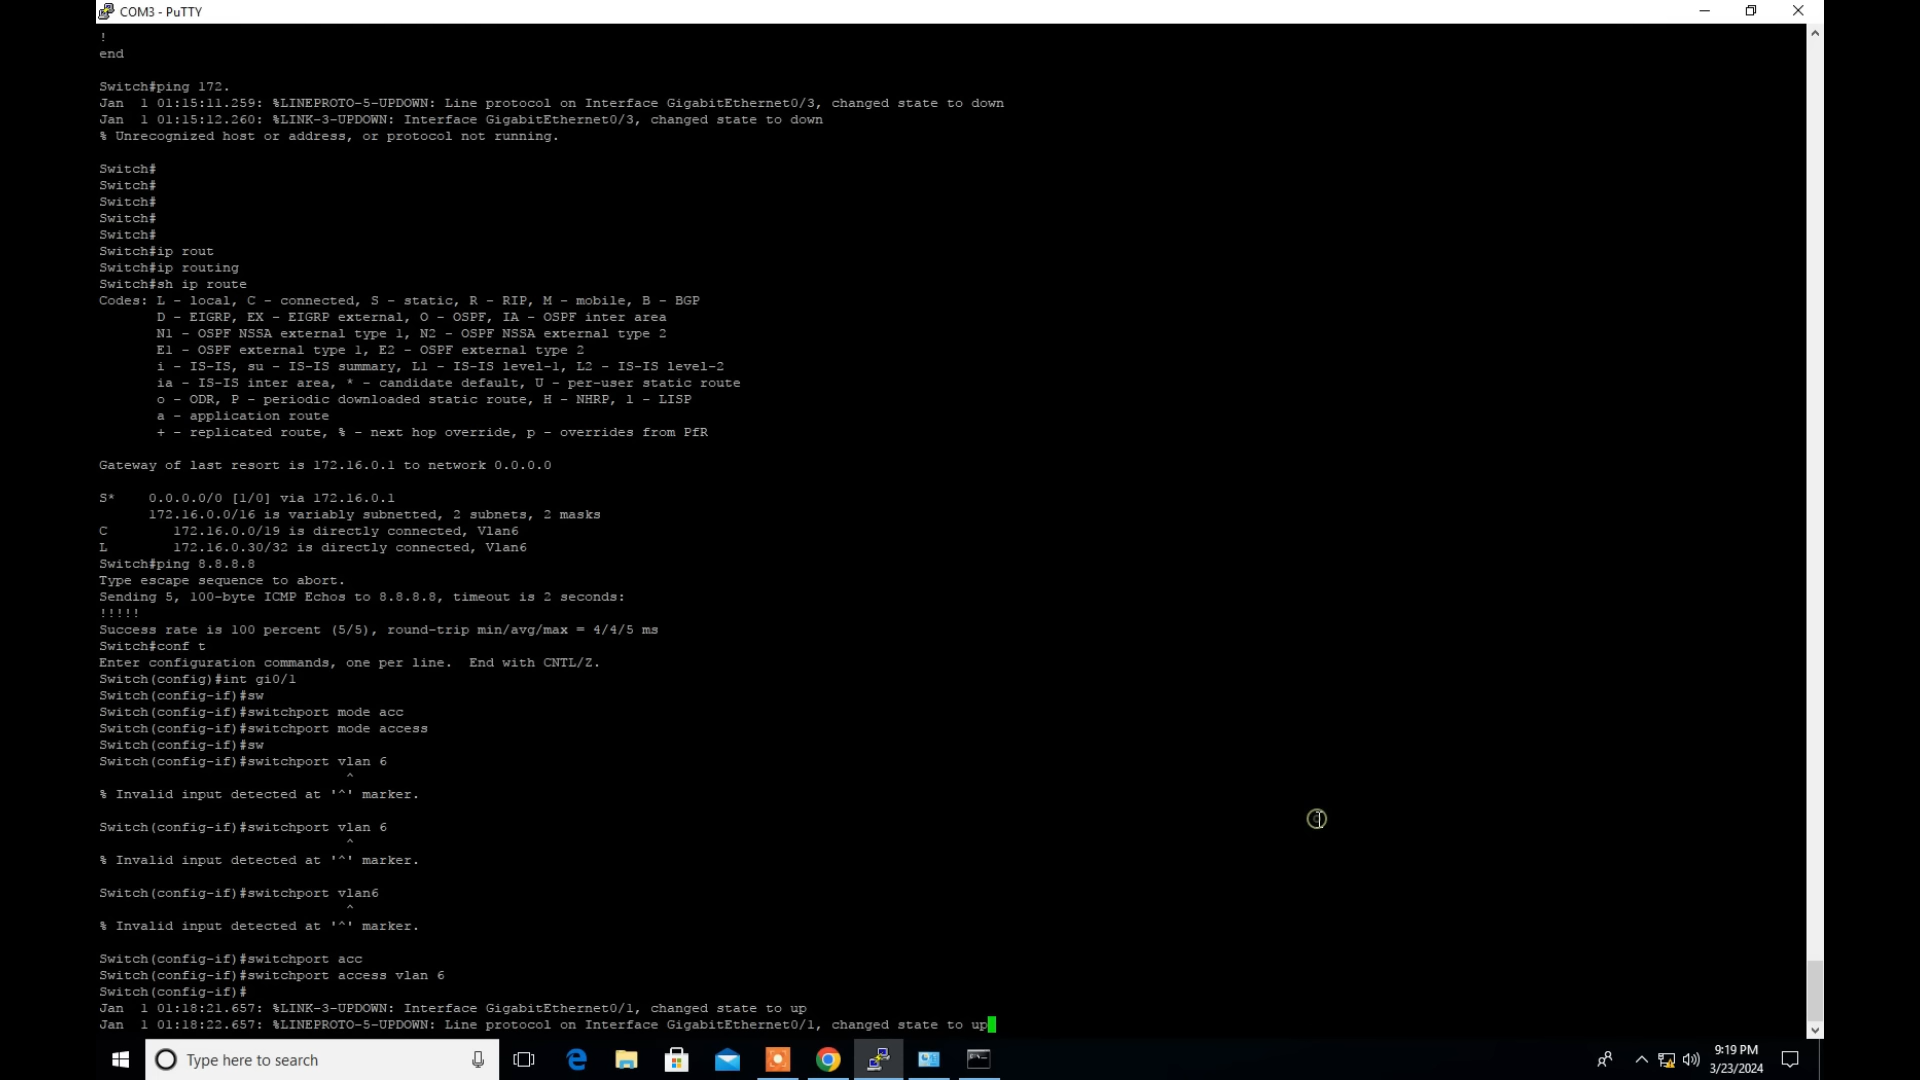 COM3 - PuTTY
!
end
Switch#ping 172.
Jan  1 01:15:11.259: %LINEPROTO-5-UPDOWN: Line protocol on Interface GigabitEthernet0/3, changed state to down
Jan  1 01:15:12.260: %LINK-3-UPDOWN: Interface GigabitEthernet0/3, changed state to down
% Unrecognized host or address, or protocol not running.
Switch#
Switch#
Switch#
Switch#
Switch#
Switch#ip rout
Switch#ip routing
Switch#sh ip route
Codes: L - local, C - connected, S - static, R - RIP, M - mobile, B - BGP
       D - EIGRP, EX - EIGRP external, O - OSPF, IA - OSPF inter area
       N1 - OSPF NSSA external type 1, N2 - OSPF NSSA external type 2
       E1 - OSPF external type 1, E2 - OSPF external type 2
       i - IS-IS, su - IS-IS summary, L1 - IS-IS level-1, L2 - IS-IS level-2
       ia - IS-IS inter area, * - candidate default, U - per-user static route
       o - ODR, P - periodic downloaded static route, H - NHRP, l - LISP
       a - application route
       + - replicated route, % - next hop override, p - overrides from PfR
Gateway of last resort is 172.16.0.1 to network 0.0.0.0
S*    0.0.0.0/0 [1/0] via 172.16.0.1
      172.16.0.0/16 is variably subnetted, 2 subnets, 2 masks
C        172.16.0.0/19 is directly connected, Vlan6
L        172.16.0.30/32 is directly connected, Vlan6
Switch#ping 8.8.8.8
Type escape sequence to abort.
Sending 5, 100-byte ICMP Echos to 8.8.8.8, timeout is 2 seconds:
!!!!!
Success rate is 100 percent (5/5), round-trip min/avg/max = 4/4/5 ms
Switch#conf t
Enter configuration commands, one per line.  End with CNTL/Z.
Switch(config)#int gi0/1
Switch(config-if)#sw
Switch(config-if)#switchport mode acc
Switch(config-if)#switchport mode access
Switch(config-if)#sw
Switch(config-if)#switchport vlan 6
                              ^
% Invalid input detected at '^' marker.
Switch(config-if)#switchport vlan 6
                              ^
% Invalid input detected at '^' marker.
Switch(config-if)#switchport vlan6
                              ^
% Invalid input detected at '^' marker.
Switch(config-if)#switchport acc
Switch(config-if)#switchport access vlan 6
Switch(config-if)#
Jan  1 01:18:21.657: %LINK-3-UPDOWN: Interface GigabitEthernet0/1, changed state to up
Jan  1 01:18:22.657: %LINEPROTO-5-UPDOWN: Line protocol on Interface GigabitEthernet0/1, changed state to up
Type here to search
9:19 PM
3/23/2024